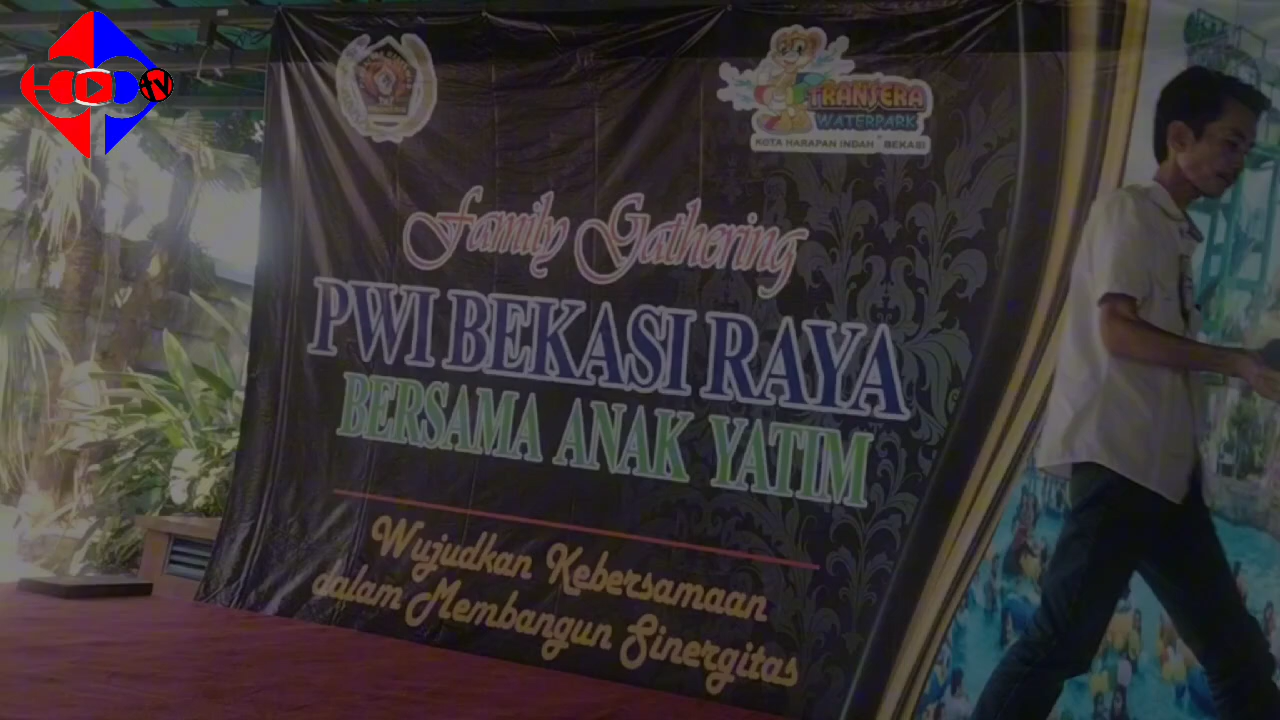 HOODTV
TRANSERA
WATERPARK
KOTA HARAPAN INDAH BEKASI
Family Gathering
PWI BEKASI RAYA
BERSAMA ANAK YATIM
Wujudkan Kebersamaan
dalam Membangun Sinergitas